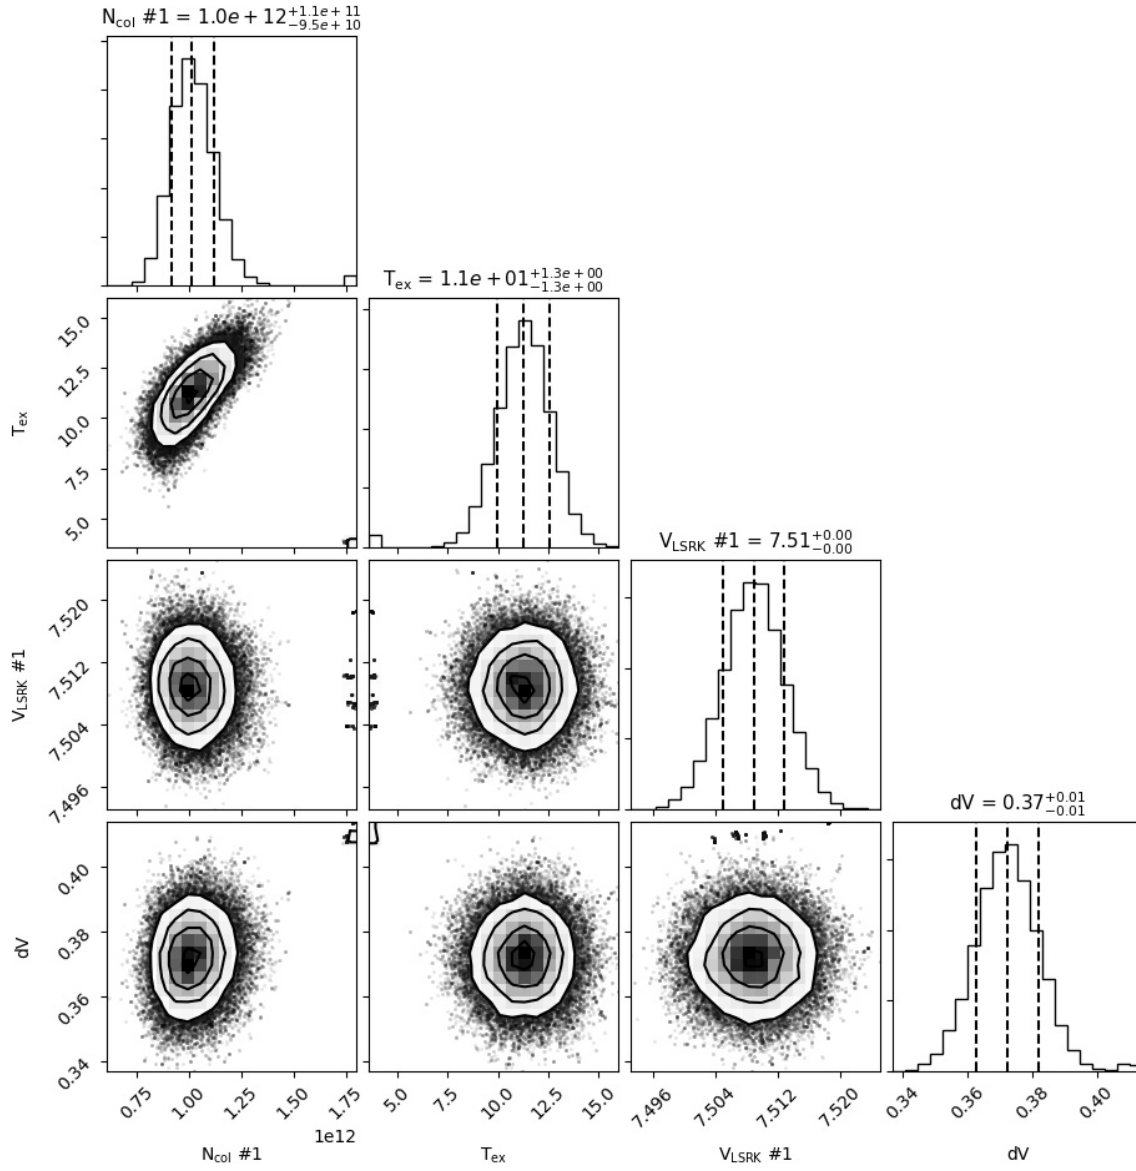 N_col #1 = 1.0e + 12 +1.1e + 11 −9.5e + 10
T_ex = 1.1e + 01 +1.3e + 00 −1.3e + 00
15.0
12.5
10.0
7.5
5.0
T_ex
V_LSRK #1 = 7.51 +0.00 −0.00
7.520
7.512
7.504
7.496
V_LSRK #1
dV = 0.37 +0.01 −0.01
0.40
0.38
0.36
0.34
dV
0.75 1.00 1.25 1.50 1.75 5.0 7.5 10.0 12.5 15.0 7.496 7.504 7.512 7.520 0.34 0.36 0.38 0.40
1e12
N_col #1 T_ex V_LSRK #1 dV